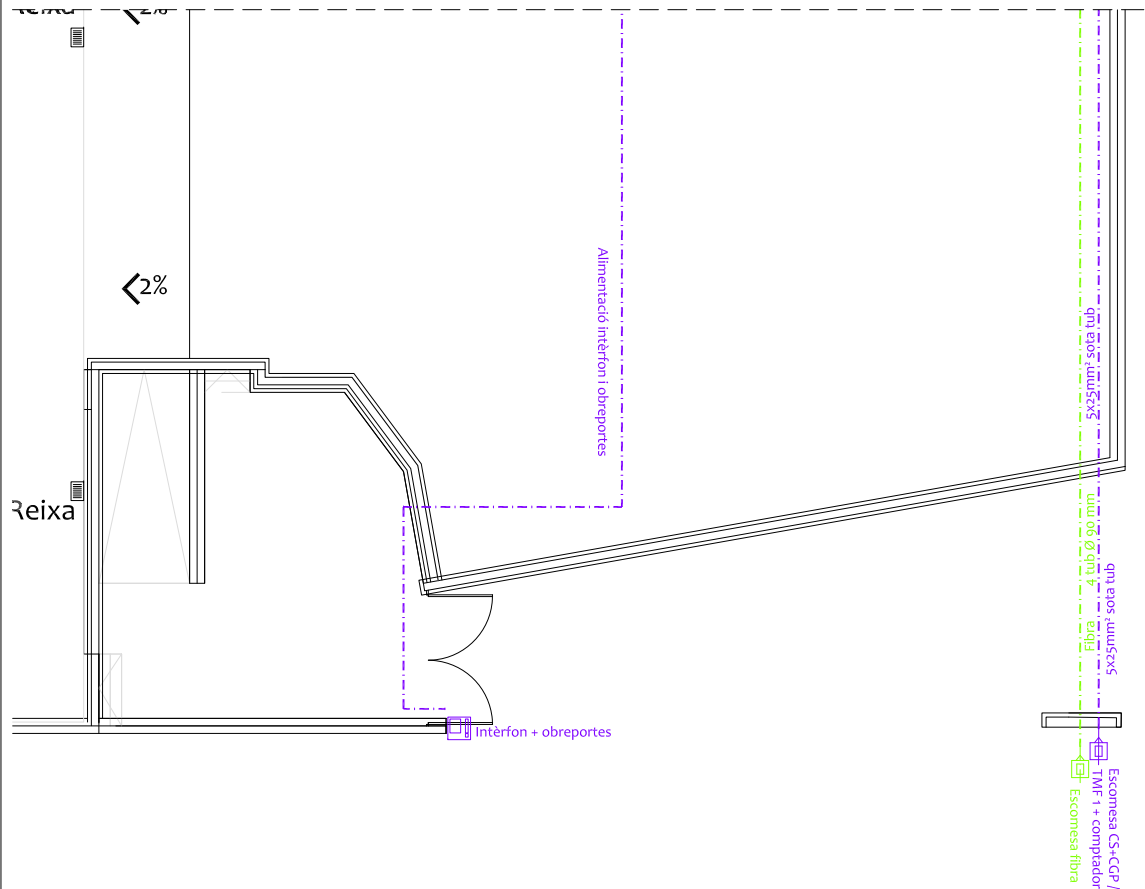 2%
2%
Reixa
Alimentació intèrfon i obreportes
Intèrfon + obreportes
5x25mm² sota tub
4 tub Ø 90 mm
Fibra
5x25mm² sota tub
Escomesa CS+CGP /
TMF 1 + comptador
Escomesa fibra